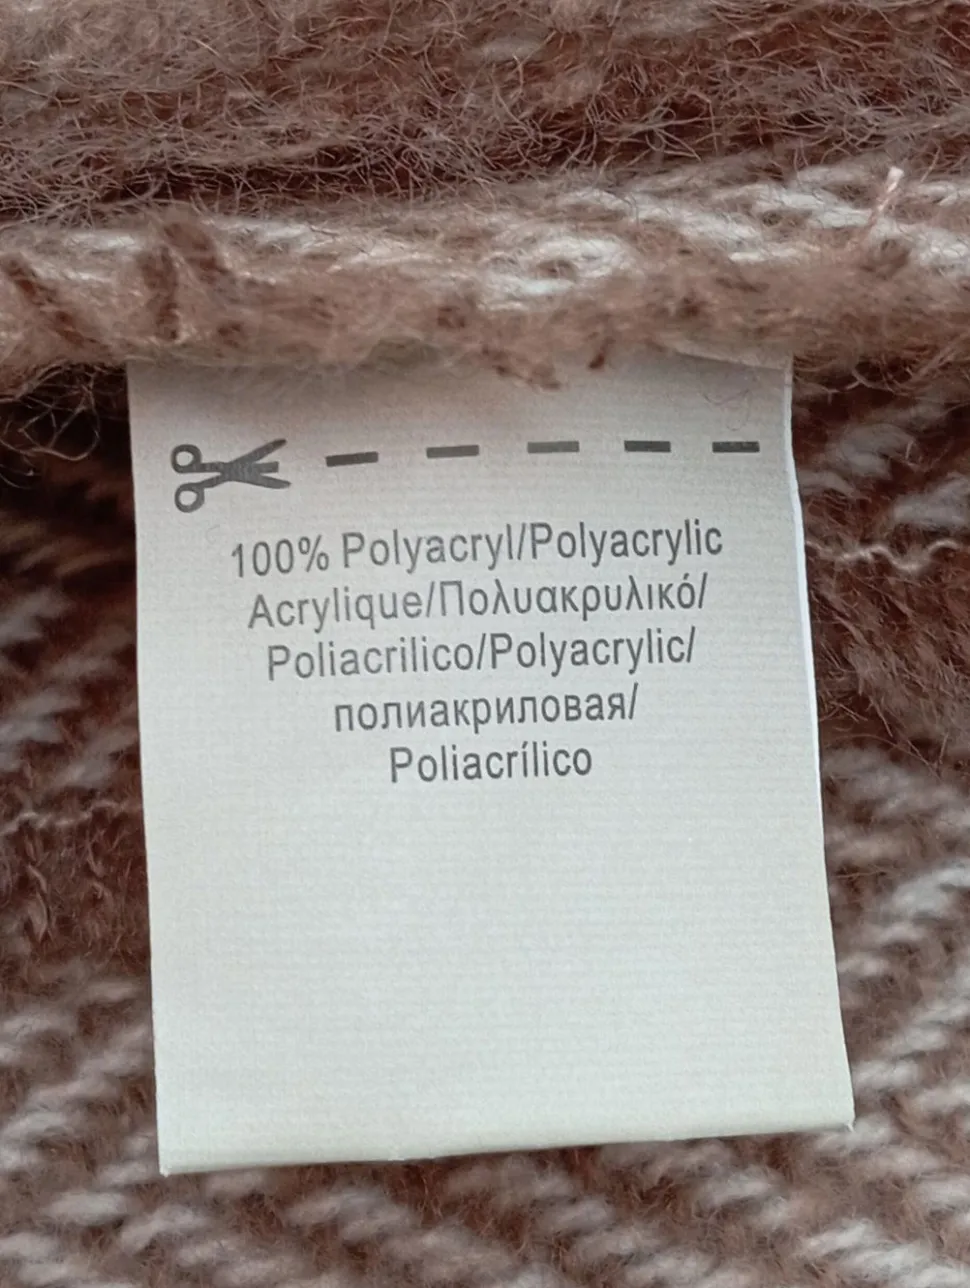 100% Polyacryl/Polyacrylic
Acrylique/Πολυακρυλικό/
Poliacrilico/Polyacrylic/
полиакриловая/
Poliacrílico